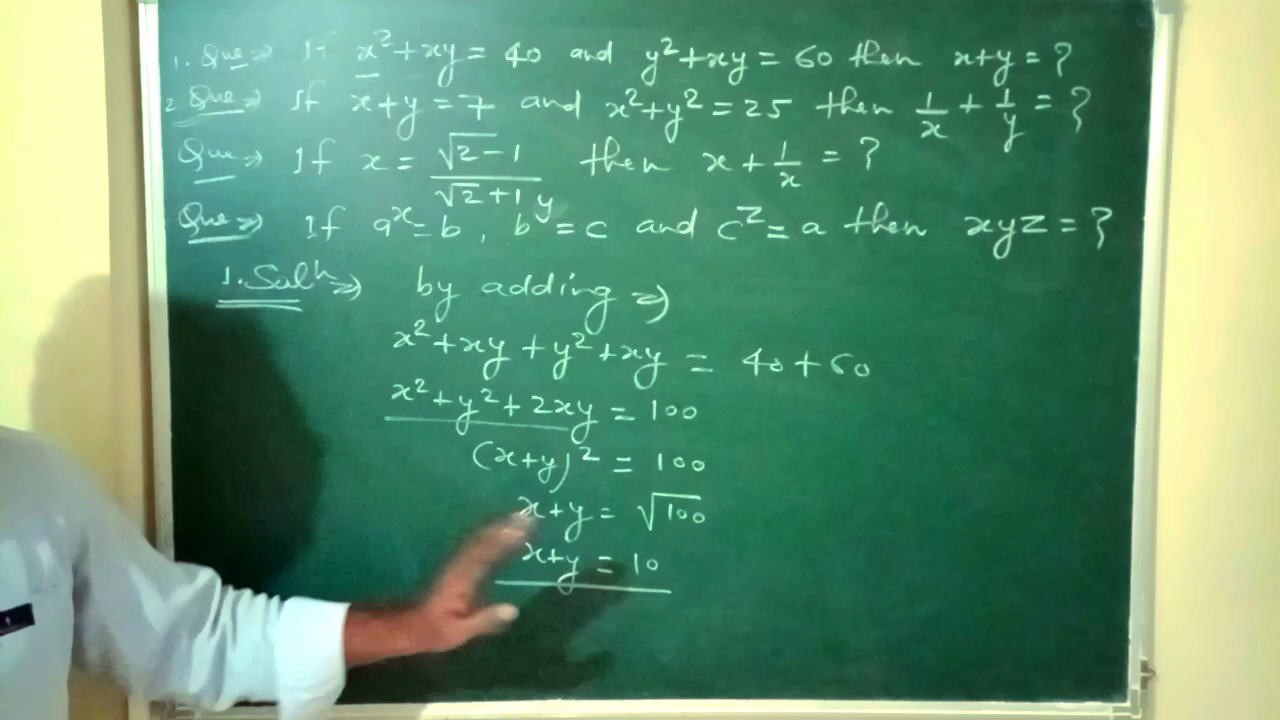 1. Que ⇒ If x²+xy = 40 and y²+xy = 60 then x+y = ?
2 Que ⇒ If x+y = 7 and x²+y² = 25 then 1/x + 1/y = ?
Que ⇒ If x = (√2-1)/(√2+1) then x + 1/x = ?
Que ⇒ If aˣ = b, bʸ = c and cᶻ = a then xyz = ?
1. Solⁿ ⇒ by adding ⇒
x²+xy+y²+xy = 40+60
x²+y²+2xy = 100
(x+y)² = 100
x+y = √100
x+y = 10